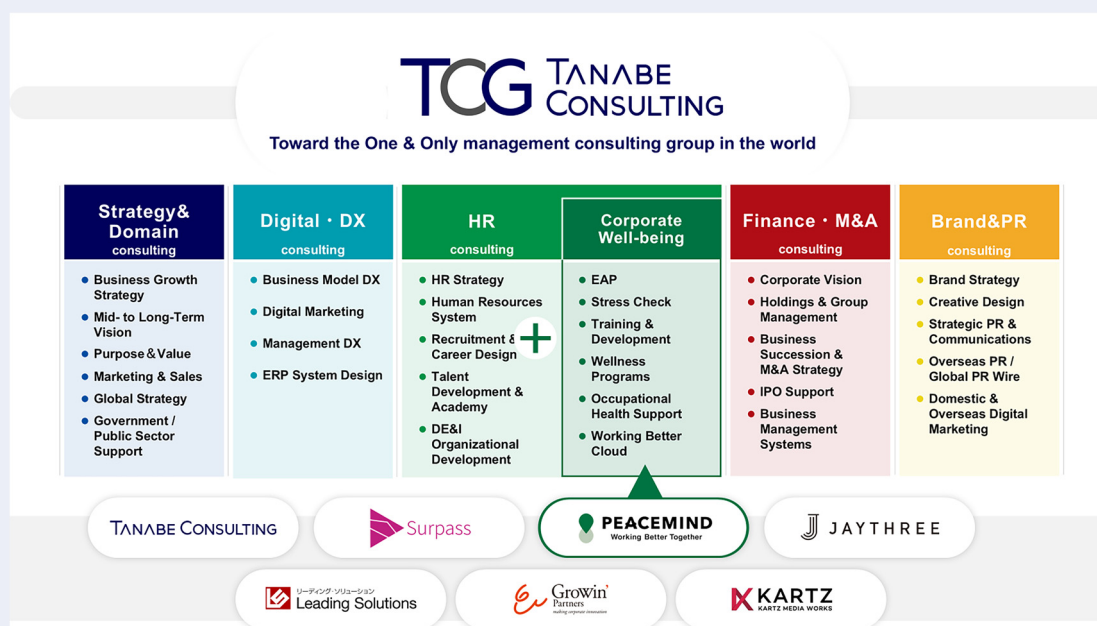 TCG TANABE
CONSULTING
Toward the One & Only management consulting group in the world
Strategy&
Domain
consulting
Business Growth
Strategy
Mid- to Long-Term
Vision
Purpose&Value
Marketing & Sales
Global Strategy
Government /
Public Sector
Support
Digital・DX
consulting
Business Model DX
Digital Marketing
Management DX
ERP System Design
HR
consulting
HR Strategy
Human Resources
System
Recruitment &
Career Design
Talent
Development &
Academy
DE&I
Organizational
Development
+
Corporate
Well-being
EAP
Stress Check
Training &
Development
Wellness
Programs
Occupational
Health Support
Working Better
Cloud
Finance・M&A
consulting
Corporate Vision
Holdings & Group
Management
Business
Succession &
M&A Strategy
IPO Support
Business
Management
Systems
Brand&PR
consulting
Brand Strategy
Creative Design
Strategic PR &
Communications
Overseas PR /
Global PR Wire
Domestic &
Overseas Digital
Marketing
TANABE CONSULTING
Surpass
PEACEMIND
Working Better Together
JAYTHREE
リーディング・ソリューション
Leading Solutions
GroWin'
Partners
making corporate innovation
KARTZ
KARTZ MEDIA WORKS